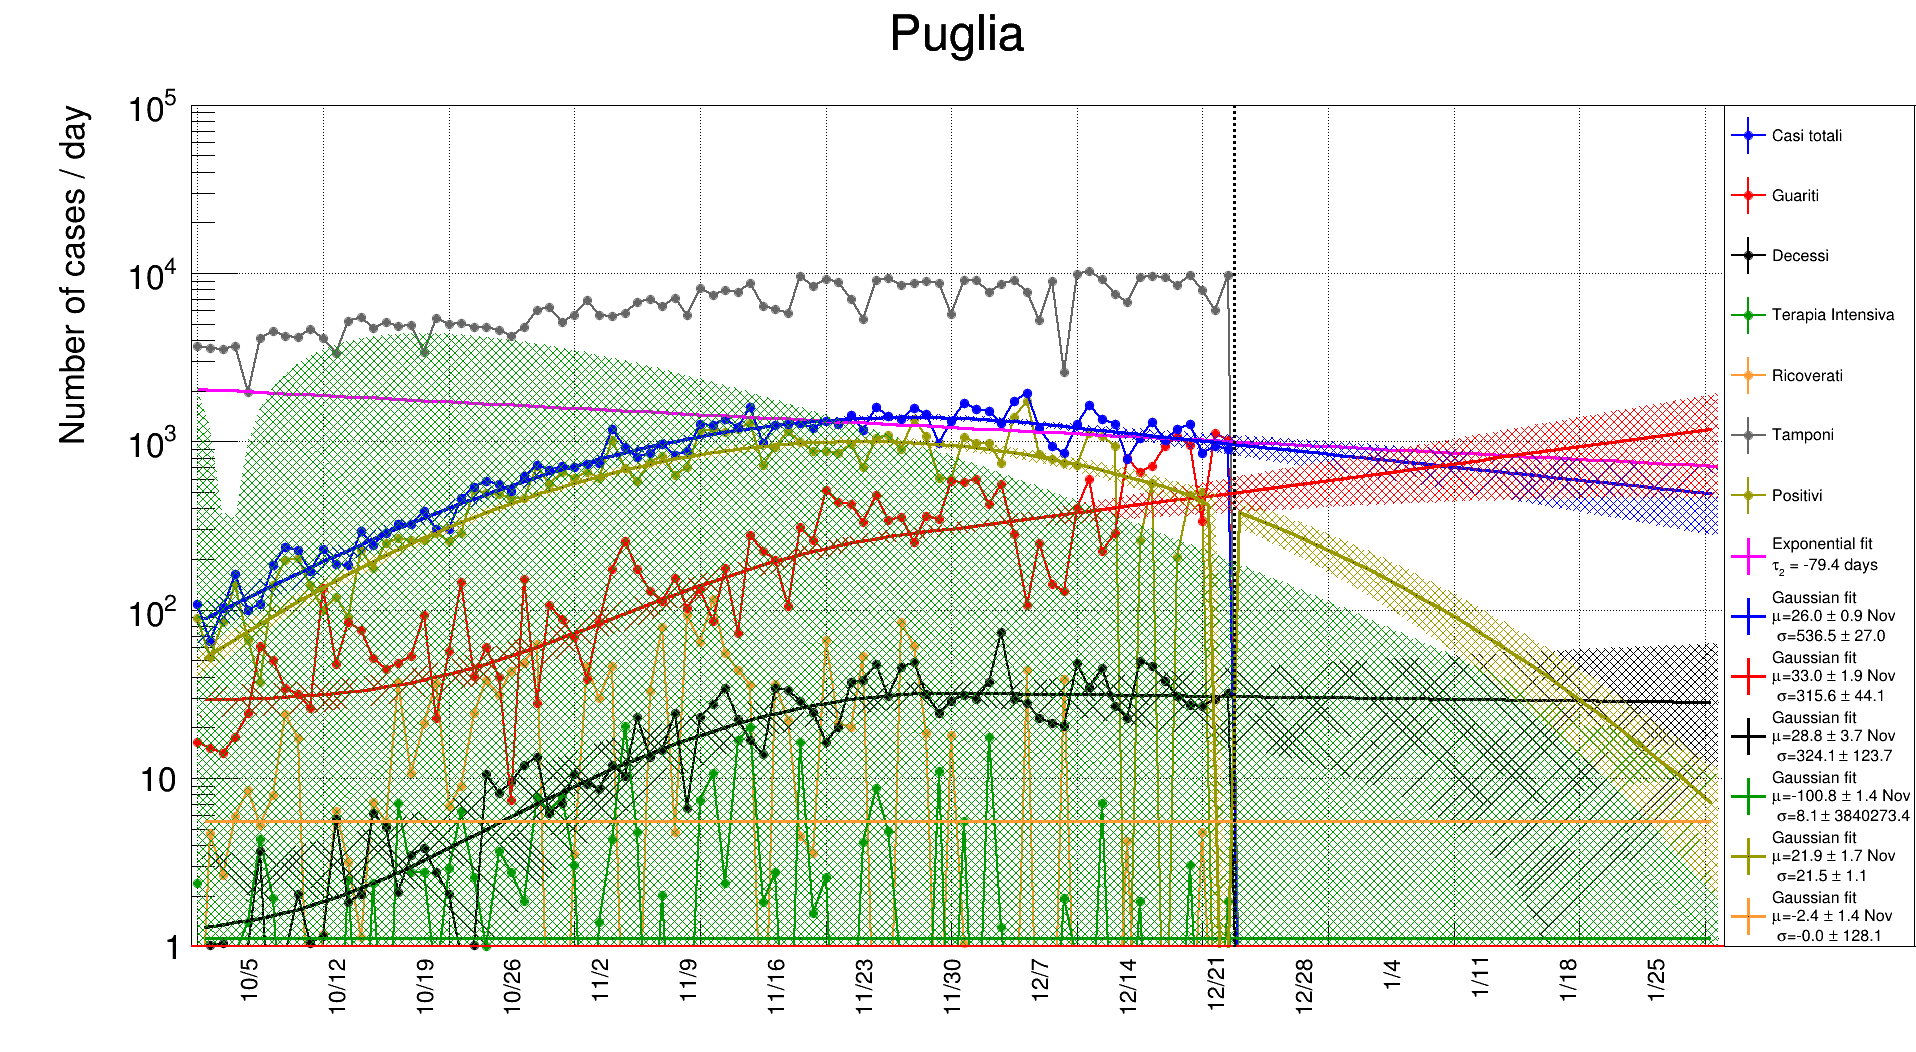 Puglia
Number of cases / day
10^5
10^4
10^3
10^2
10
1
10/5
10/12
10/19
10/26
11/2
11/9
11/16
11/23
11/30
12/7
12/14
12/21
12/28
1/4
1/11
1/18
1/25
Casi totali
Guariti
Decessi
Terapia Intensiva
Ricoverati
Tamponi
Positivi
Exponential fit
τ₂ = -79.4 days
Gaussian fit
μ=26.0 ± 0.9 Nov
σ=536.5 ± 27.0
Gaussian fit
μ=33.0 ± 1.9 Nov
σ=315.6 ± 44.1
Gaussian fit
μ=28.8 ± 3.7 Nov
σ=324.1 ± 123.7
Gaussian fit
μ=-100.8 ± 1.4 Nov
σ=8.1 ± 3840273.4
Gaussian fit
μ=21.9 ± 1.7 Nov
σ=21.5 ± 1.1
Gaussian fit
μ=-2.4 ± 1.4 Nov
σ=-0.0 ± 128.1